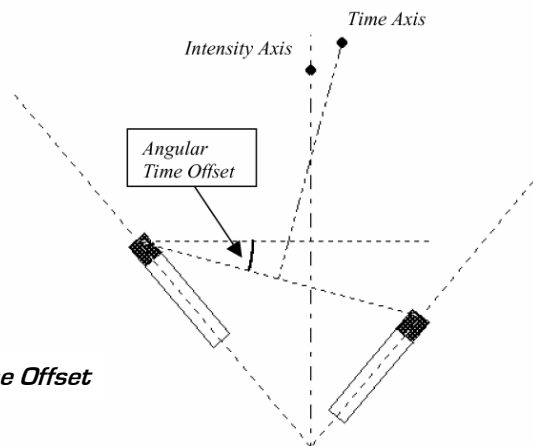 Time Axis
Intensity Axis
Angular
Time Offset
Offset